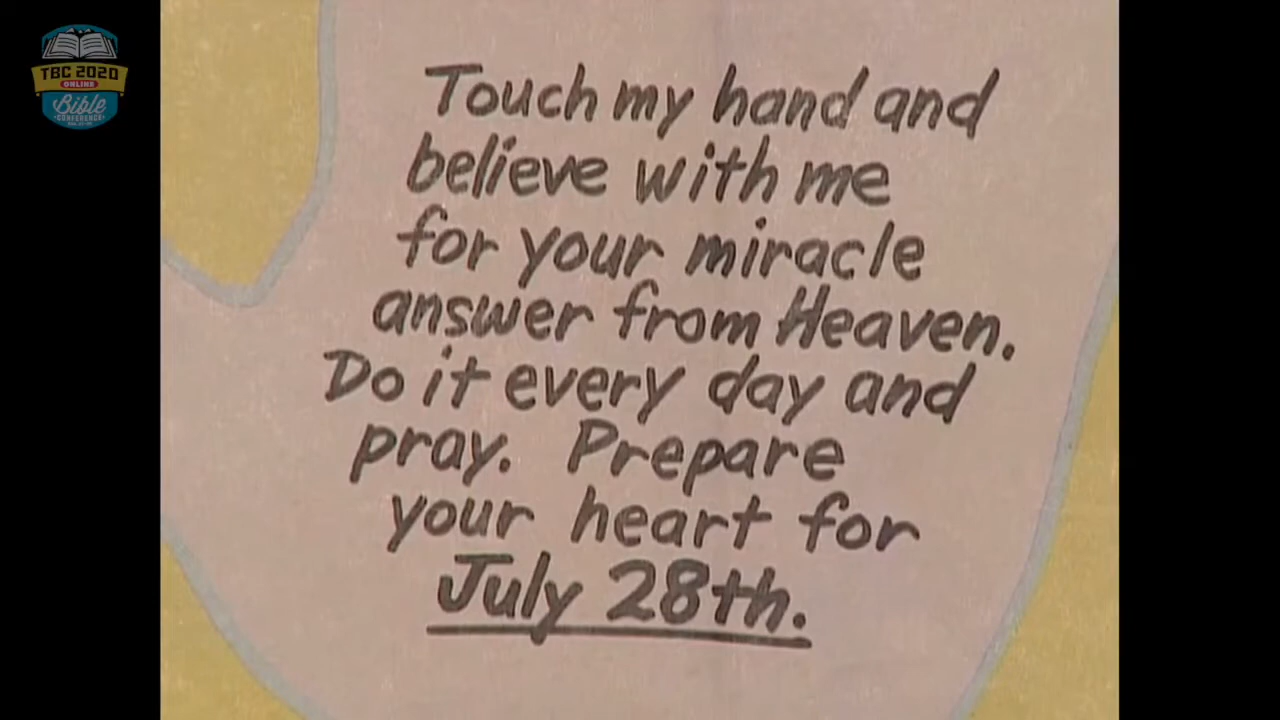 TBC 2020
ONLINE
Bible
CONFERENCE
Touch my hand and
believe with me
for your miracle
answer from Heaven.
Do it every day and
pray. Prepare
your heart for
July 28th.